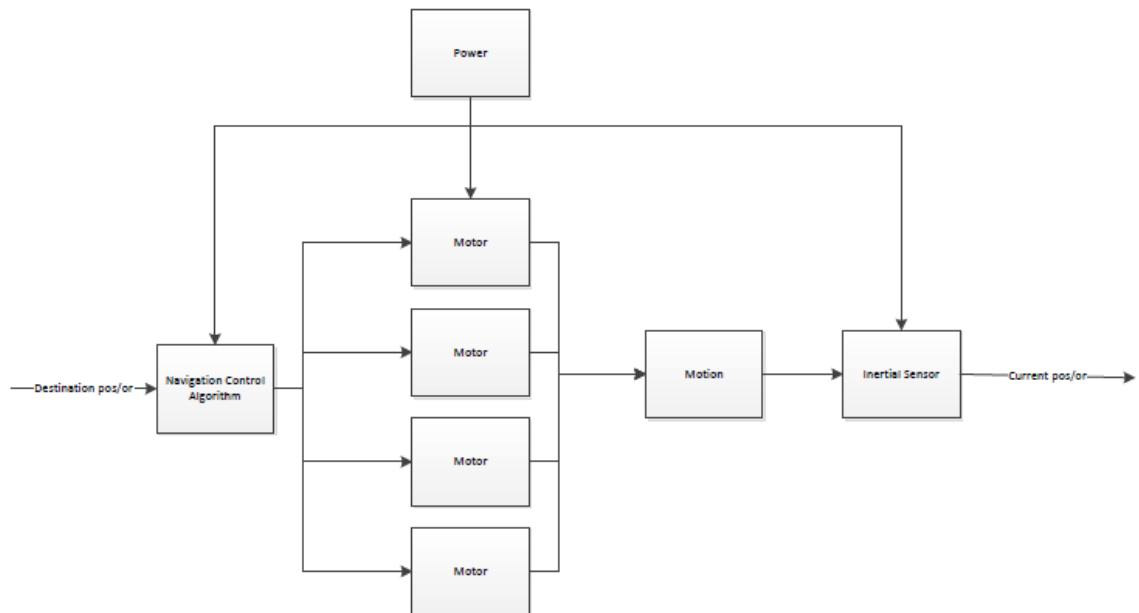 Power
Motor
Motor
Destination pos/or
Navigation Control
Algorithm
Motion
Inertial Sensor
Current pos/or
Motor
Motor